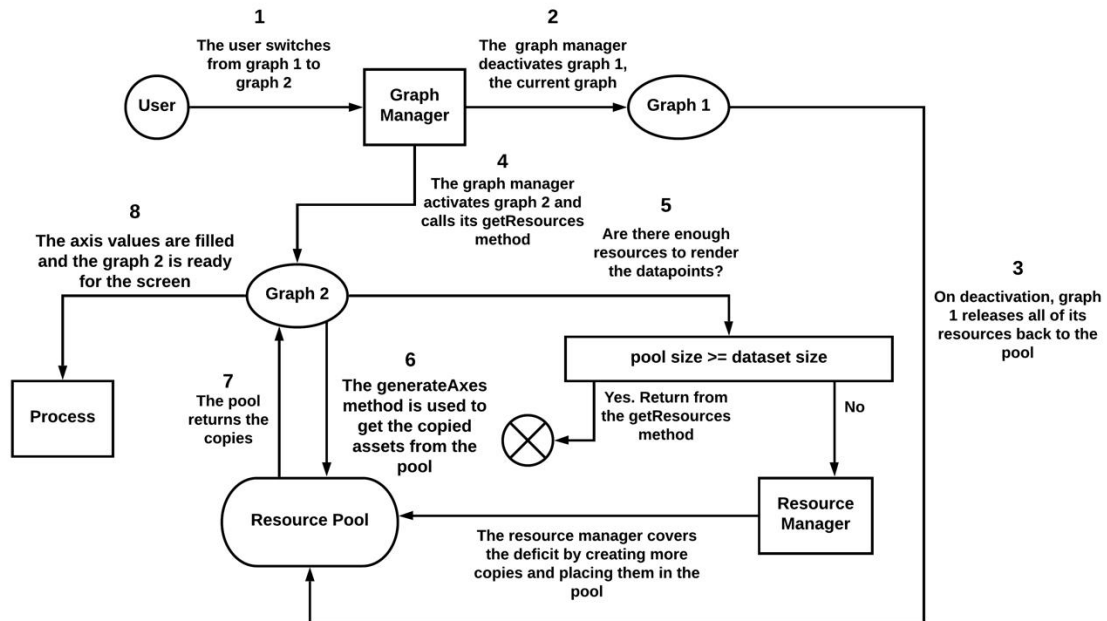 1
The user switches
from graph 1 to
graph 2
User
Graph
Manager
2
The graph manager
deactivates graph 1,
the current graph
Graph 1
3
On deactivation, graph
1 releases all of its
resources back to the
pool
4
The graph manager
activates graph 2 and
calls its getResources
method
Graph 2
5
Are there enough
resources to render
the datapoints?
pool size >= dataset size
Yes. Return from
the getResources
method
No
Resource
Manager
The resource manager covers
the deficit by creating more
copies and placing them in the
pool
6
The generateAxes
method is used to
get the copied
assets from the
pool
Resource Pool
7
The pool
returns the
copies
8
The axis values are filled
and the graph 2 is ready
for the screen
Process